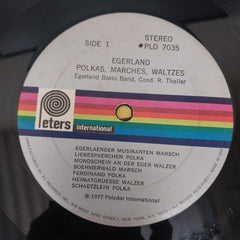 SIDE 1
STEREO
PLD 7035
EGERLAND
POLKAS, MARCHES, WALTZES
Egerland Brass Band, Cond. R. Thaller
Peters
International
EGERLAENDER MUSIKANTEN MARSCH
LIEBESPAERCHEN POLKA
MONDSCHEIN AN DER EGER WALZER
BOEHMERWALD MARSCH
FERDINAND POLKA
HEIMATGRUESSE WALZER
SCHAETZLEIN POLKA
℗ 1977 Polydor International